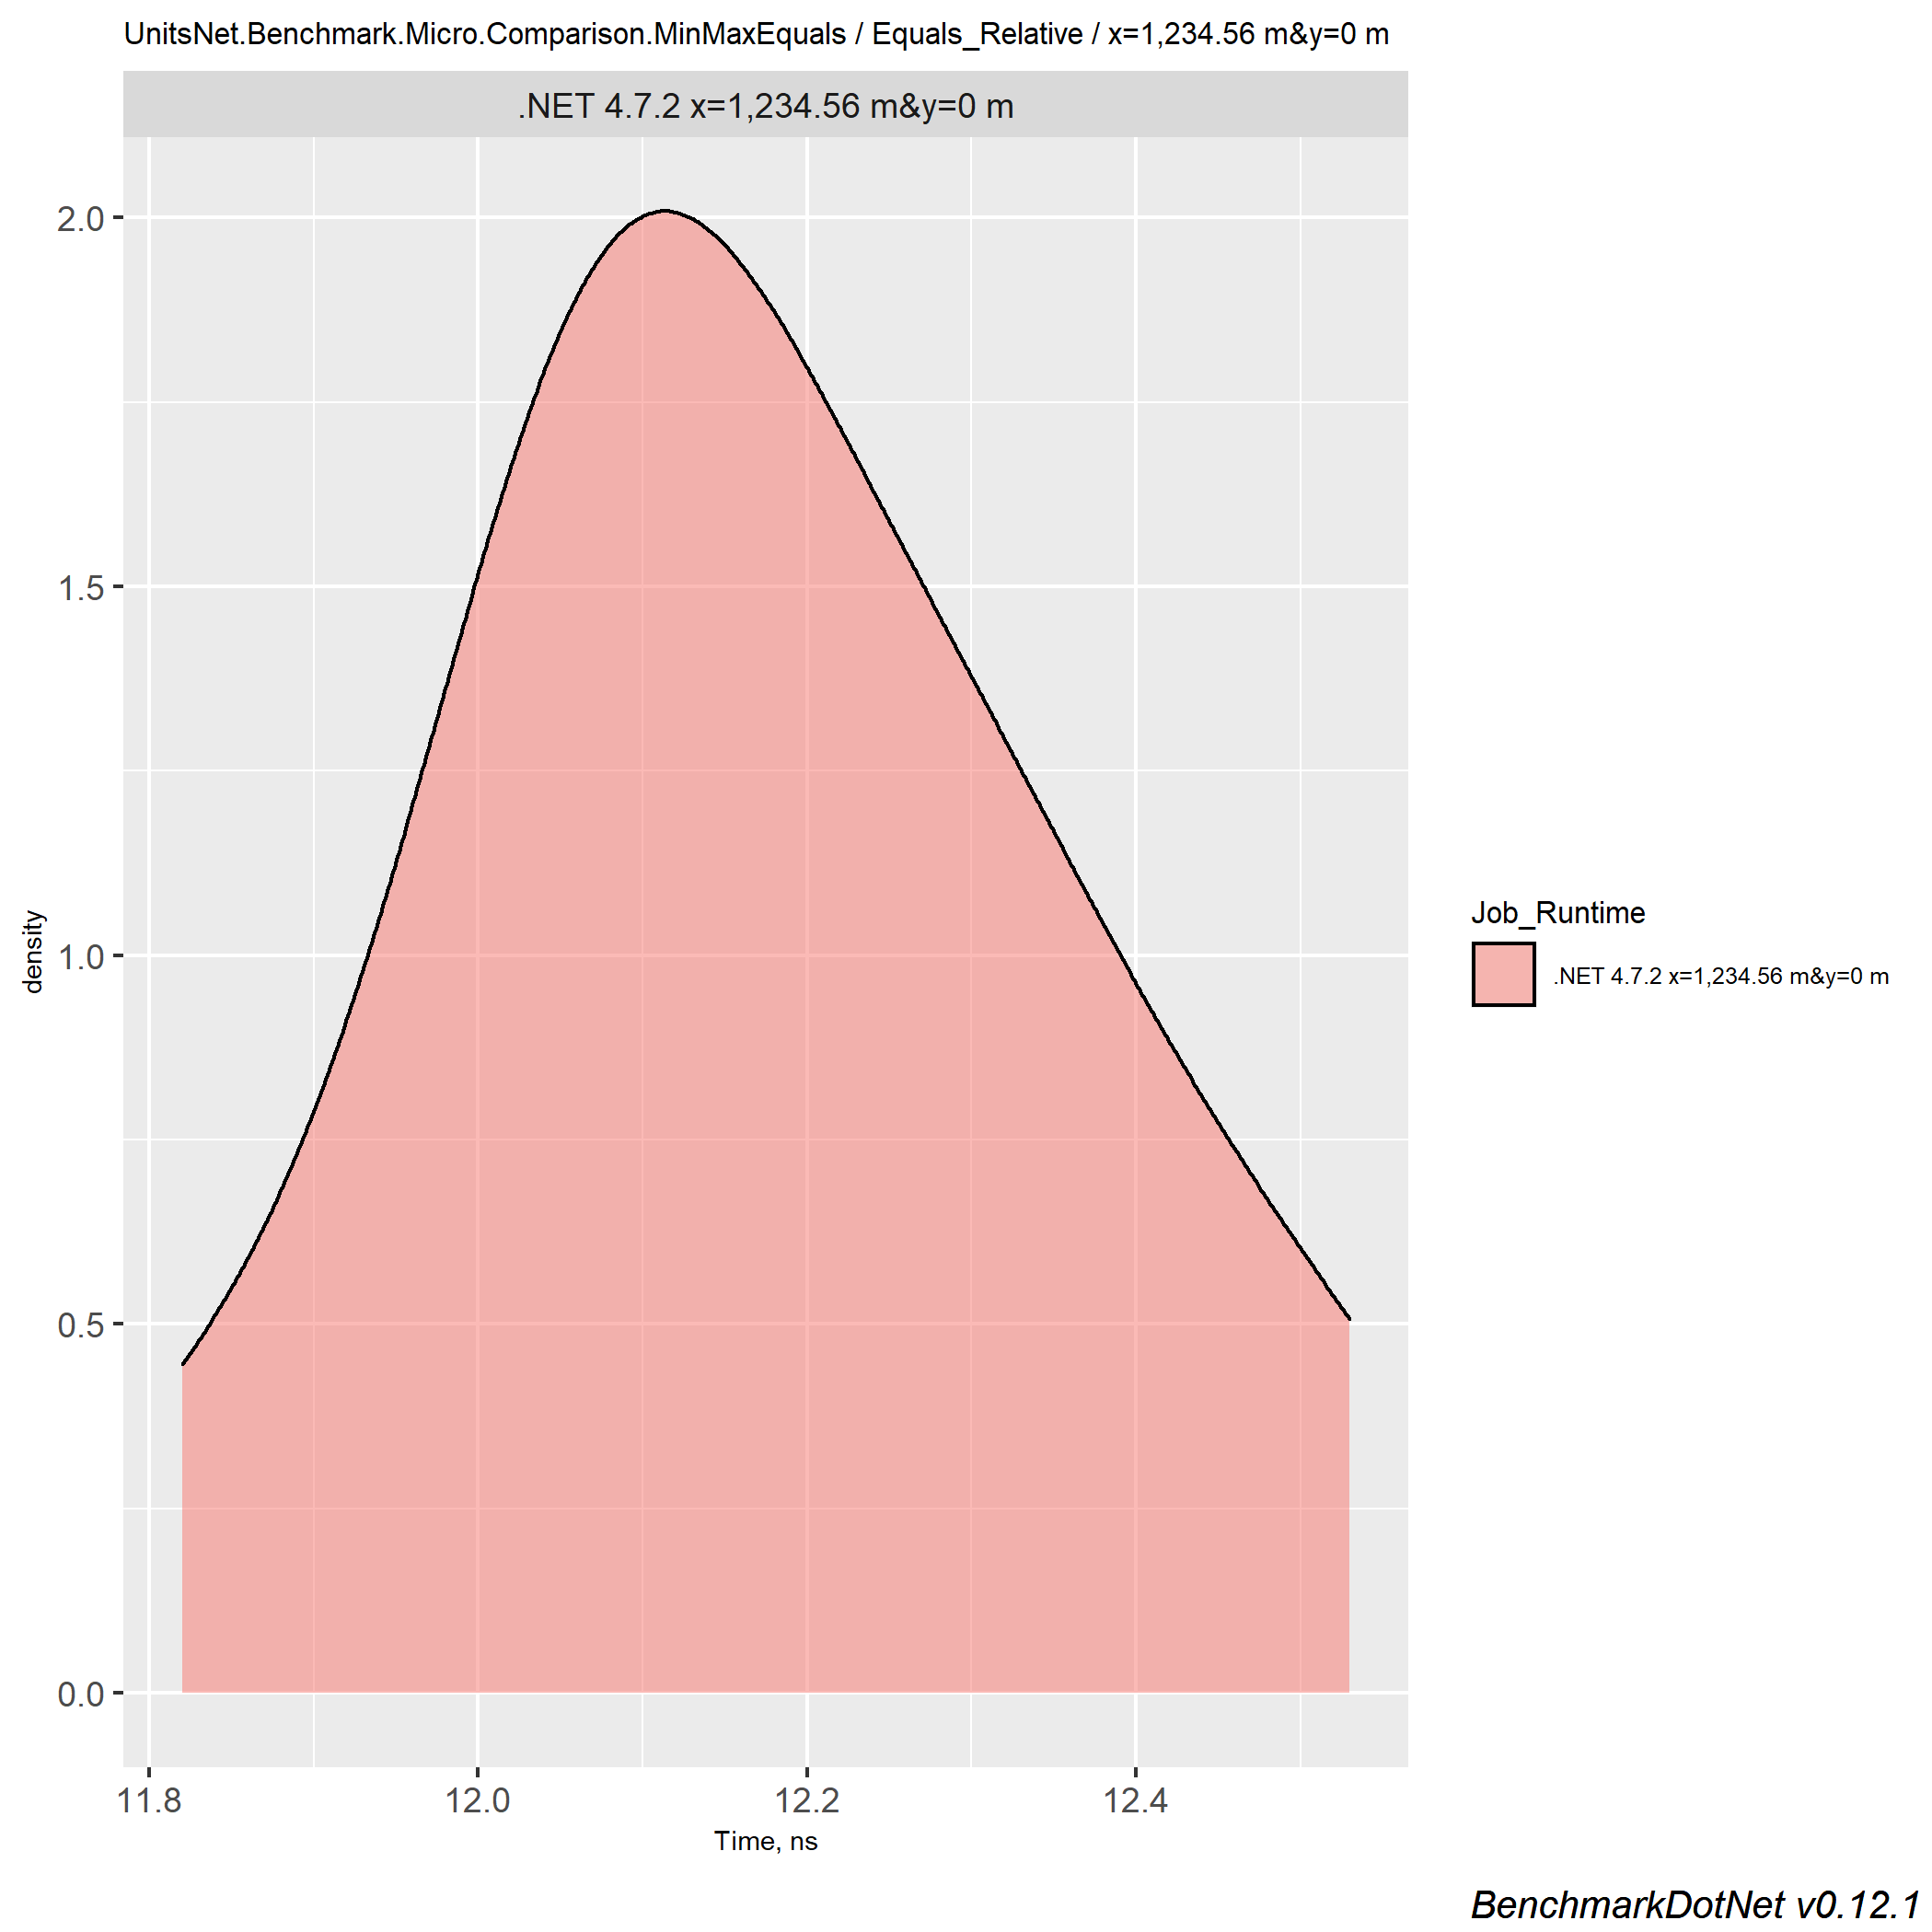 UnitsNet.Benchmark.Micro.Comparison.MinMaxEquals / Equals_Relative / x=1,234.56 m&y=0 m
.NET 4.7.2 x=1,234.56 m&y=0 m
2.0
1.5
1.0
0.5
0.0
density
11.8 12.0 12.2 12.4
Time, ns
Job_Runtime
.NET 4.7.2 x=1,234.56 m&y=0 m
BenchmarkDotNet v0.12.1